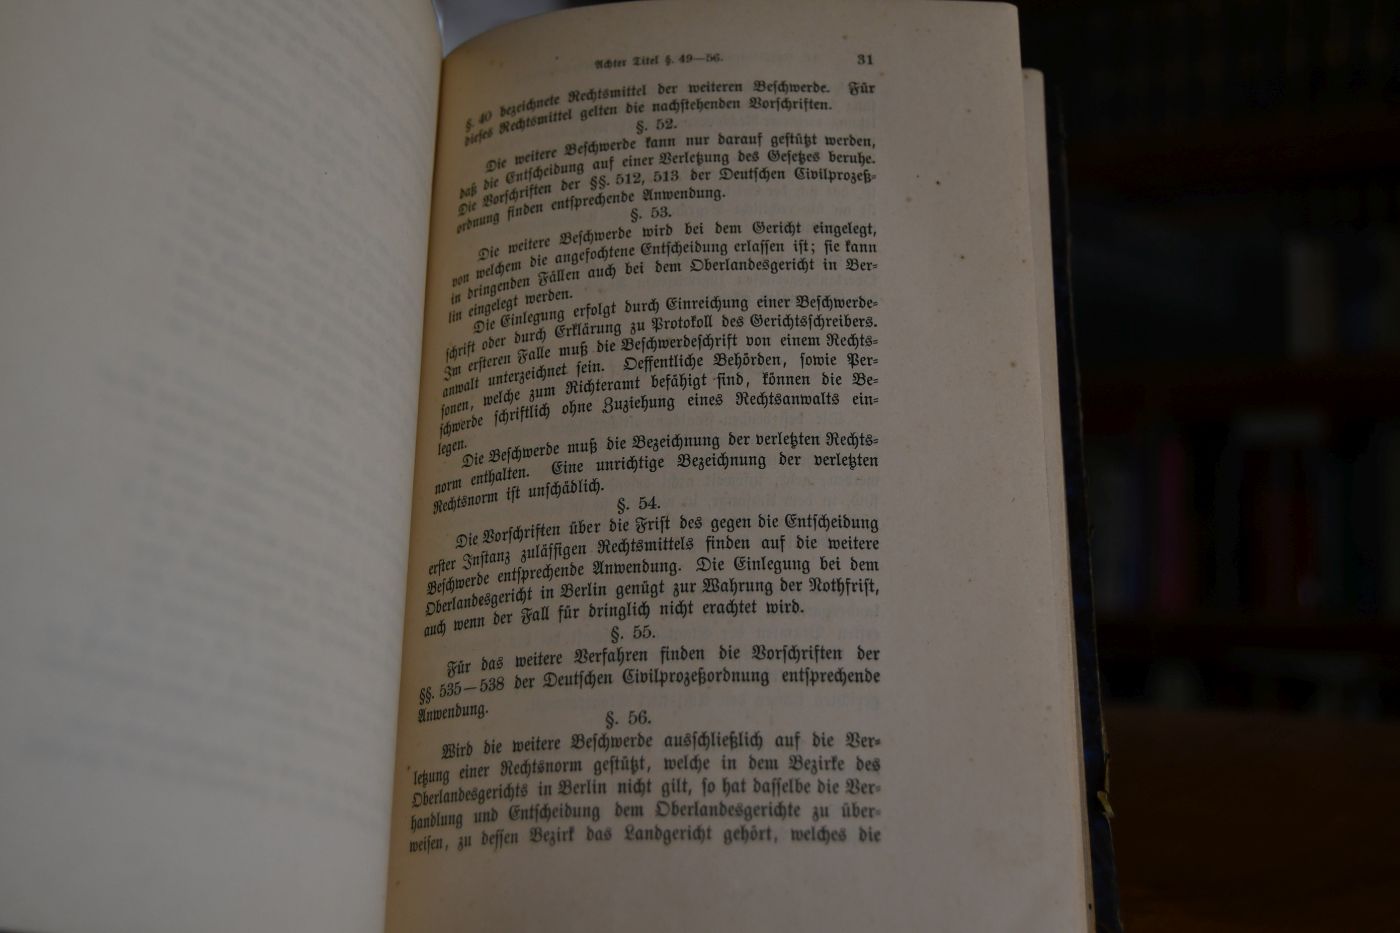 Achter Titel §. 49—56. 31
§. 40 bezeichnete Rechtsmittel der weiteren Beschwerde. Für
dieses Rechtsmittel gelten die nachstehenden Vorschriften.
§. 52.
Die weitere Beschwerde kann nur darauf gestützt werden,
daß die Entscheidung auf einer Verletzung des Gesetzes beruhe.
Die Vorschriften der §§. 512, 513 der Deutschen Civilprozeß-
ordnung finden entsprechende Anwendung.
§. 53.
Die weitere Beschwerde wird bei dem Gericht eingelegt,
von welchem die angefochtene Entscheidung erlassen ist; sie kann
in dringenden Fällen auch bei dem Oberlandesgericht in Ber-
lin eingelegt werden.
Die Einlegung erfolgt durch Einreichung einer Beschwerde-
schrift oder durch Erklärung zu Protokoll des Gerichtsschreibers.
Im ersteren Falle muß die Beschwerdeschrift von einem Rechts-
anwalt unterzeichnet sein. Oeffentliche Behörden, sowie Per-
sonen, welche zum Richteramt befähigt sind, können die Be-
schwerde schriftlich ohne Zuziehung eines Rechtsanwalts ein-
legen.
Die Beschwerde muß die Bezeichnung der verletzten Rechts-
norm enthalten. Eine unrichtige Bezeichnung der verletzten
Rechtsnorm ist unschädlich.
§. 54.
Die Vorschriften über die Frist des gegen die Entscheidung
erster Instanz zulässigen Rechtsmittels finden auf die weitere
Beschwerde entsprechende Anwendung. Die Einlegung bei dem
Oberlandesgericht in Berlin genügt zur Wahrung der Nothfrist,
auch wenn der Fall für dringlich nicht erachtet wird.
§. 55.
Für das weitere Verfahren finden die Vorschriften der
§§. 535—538 der Deutschen Civilprozeßordnung entsprechende
Anwendung.
§. 56.
Wird die weitere Beschwerde ausschließlich auf die Ver-
letzung einer Rechtsnorm gestützt, welche in dem Bezirke des
Oberlandesgerichts in Berlin nicht gilt, so hat dasselbe die Ver-
handlung und Entscheidung dem Oberlandesgerichte zu über-
weisen, zu dessen Bezirk das Landgericht gehört, welches die